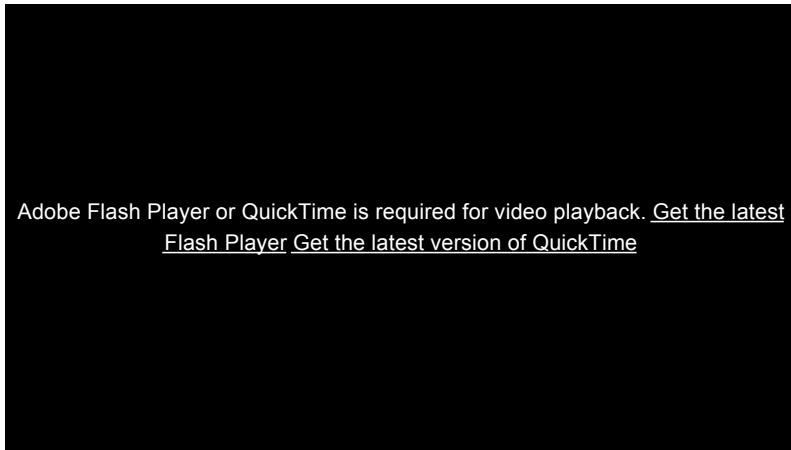 Adobe Flash Player or QuickTime is required for video playback. Get the latest
Flash Player Get the latest version of QuickTime